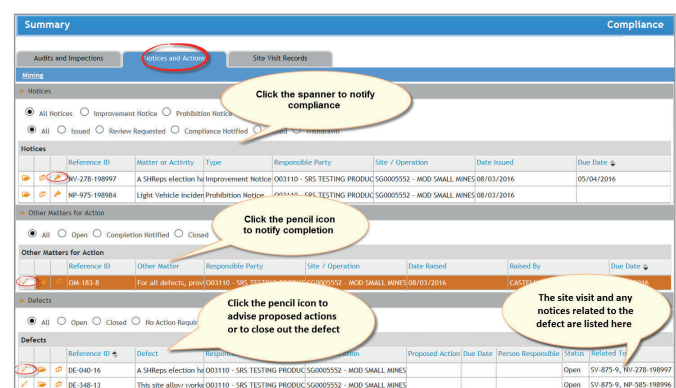 Summary Compliance
Audits and Inspections Notices and Actions Site Visit Records
Mining
Notices
Click the spanner to notify
compliance
All Notices Improvement Notice Prohibition Notice
All Issued Review Requested Compliance Notified Withdrawn
Notices
Reference ID Matter or Activity Type Responsible Party Site / Operation Date Issued Due Date
NV-278-198997 A SHReps election ha Improvement Notice O03110 - SRS TESTING PRODUC SG0005552 - MOD SMALL MINES 08/03/2016 05/04/2016
NP-975-198984 Light Vehicle inciden Prohibition Notice O03110 - SRS TESTING PRODUC SG0005552 - MOD SMALL MINES 08/03/2016
Other Matters for Action
Click the pencil icon
to notify completion
All Open Completion Notified Closed
Other Matters for Action
Reference ID Other Matter Responsible Party Site / Operation Date Raised Raised By Due Date
OM-183-8 For all defects, provi O03110 - SRS TESTING PRODUC SG0005552 - MOD SMALL MINES 08/03/2016
Defects
Click the pencil icon to
advise proposed actions
or to close out the defect
The site visit and any
notices related to the
defect are listed here
All Open Closed No Action
Defects
Reference ID Defect Proposed Action Due Date Person Responsible Status Related To
DE-040-16 A SHReps election ha O03110 - SRS TESTING PRODUC SG0005552 - MOD SMALL MINES Open SV-875-9, NV-278-198997
DE-348-13 This site allow worke O03110 - SRS TESTING PRODUC SG0005552 - MOD SMALL MINES Open SV-875-9, NP-585-198996